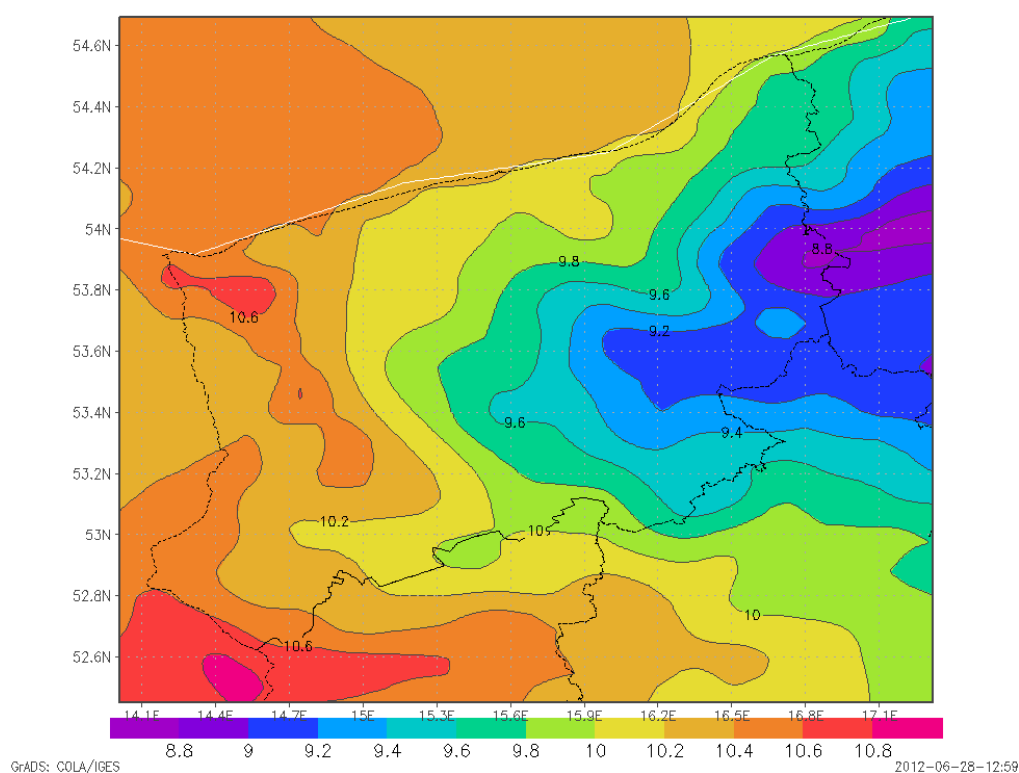 54.6N
54.4N
54.2N
54N
9.8
8.8
53.8N
9.6
10.6
9.2
53.6N
53.4N
9.6
9.4
53.2N
10.2
10
53N
52.8N
10
10.6
52.6N
14.1E 14.4E 14.7E 15E 15.3E 15.6E 15.9E 16.2E 16.5E 16.8E 17.1E
8.8 9 9.2 9.4 9.6 9.8 10 10.2 10.4 10.6 10.8
GrADS: COLA/IGES 2012-06-28-12:59